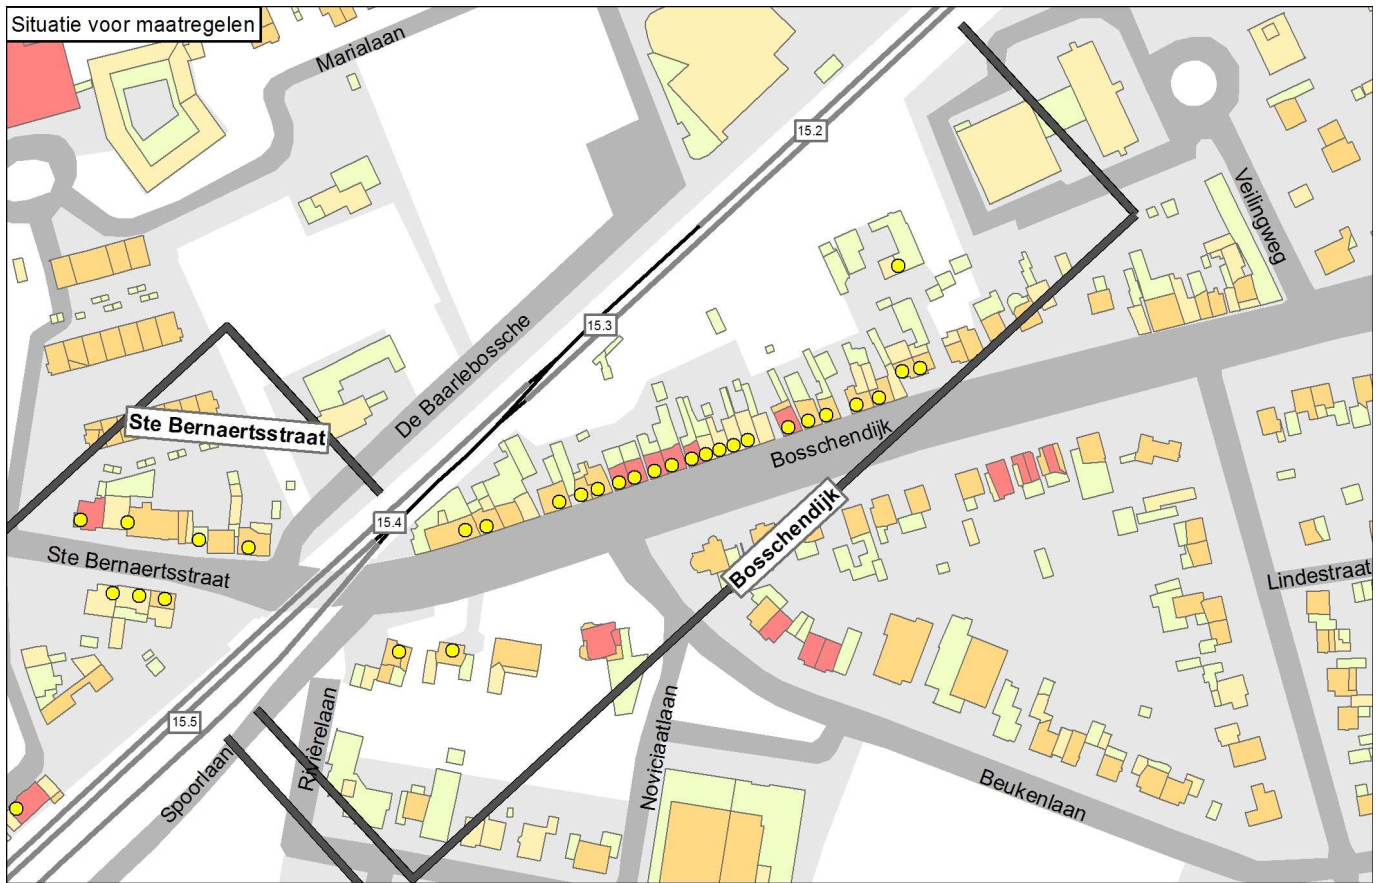 Situatie voor maatregelen
Marialaan
15.2
Veilingweg
15.3
De Baarlebossche
Ste Bernaertsstraat
Bosschendijk
15.4
Bosschendijk
Ste Bernaertsstraat
Lindestraat
15.5
Spoorlaan
Rivièrelaan
Noviciaatlaan
Beukenlaan